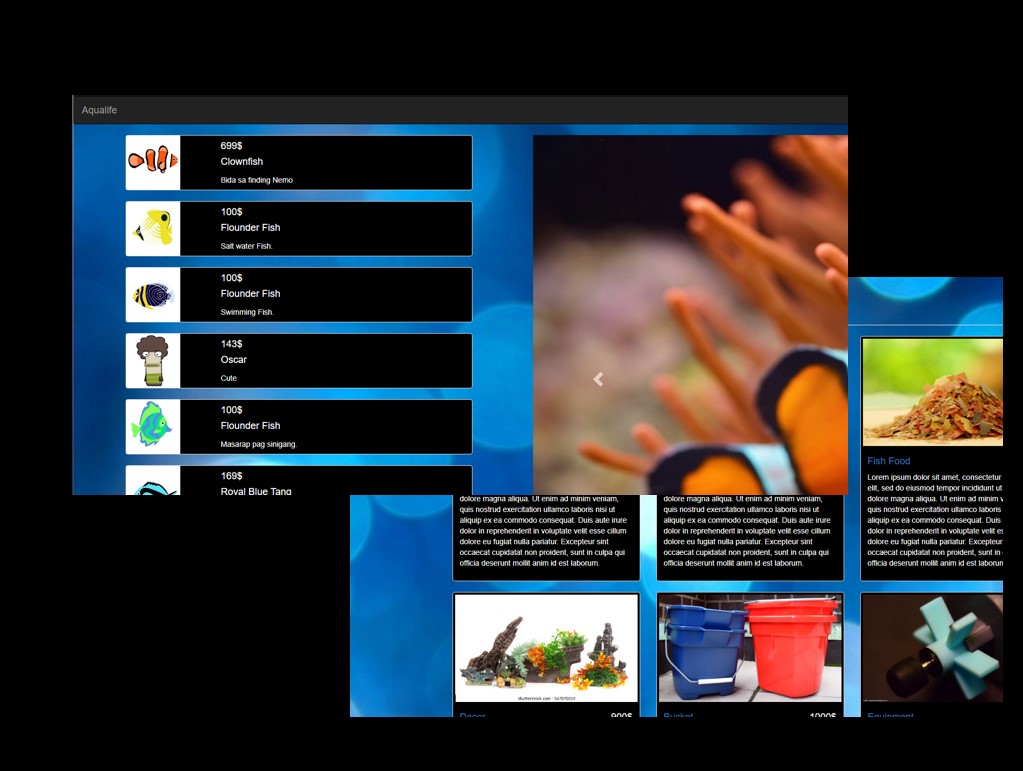 Aqualife
699$
Clownfish
Bida sa finding Nemo
100$
Flounder Fish
Salt water Fish.
100$
Flounder Fish
Swimming Fish.
143$
Oscar
Cute
100$
Flounder Fish
Masarap pag sinigang.
169$
Royal Blue Tang
dolore magna aliqua. Ut enim ad minim veniam,
quis nostrud exercitation ullamco laboris nisi ut
aliquip ex ea commodo consequat. Duis aute irure
dolor in reprehenderit in voluptate velit esse cillum
dolore eu fugiat nulla pariatur. Excepteur sint
occaecat cupidatat non proident, sunt in culpa qui
officia deserunt mollit anim id est laborum.
dolore magna aliqua. Ut enim ad minim veniam,
quis nostrud exercitation ullamco laboris nisi ut
aliquip ex ea commodo consequat. Duis aute irure
dolor in reprehenderit in voluptate velit esse cillum
dolore eu fugiat nulla pariatur. Excepteur sint
occaecat cupidatat non proident, sunt in culpa qui
officia deserunt mollit anim id est laborum.
Fish Food
Lorem ipsum dolor sit amet, consectetur
elit, sed do eiusmod tempor incididunt ut
dolore magna aliqua. Ut enim ad minim v
quis nostrud exercitation ullamco laboris
aliquip ex ea commodo consequat. Duis
dolor in reprehenderit in voluptate velit es
dolore eu fugiat nulla pariatur. Excepteur
occaecat cupidatat non proident, sunt in
officia deserunt mollit anim id est laborum
Decor 900$
Bucket 1000$
Equipment